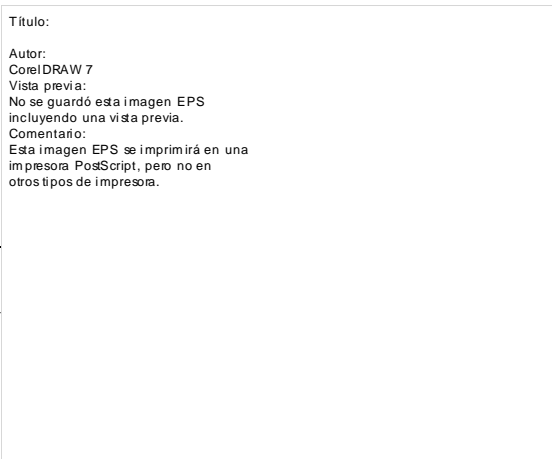 Título:
Autor:
CorelDRAW 7
Vista previa:
No se guardó esta imagen EPS
incluyendo una vista previa.
Comentario:
Esta imagen EPS se imprimirá en una
impresora PostScript, pero no en
otros tipos de impresora.